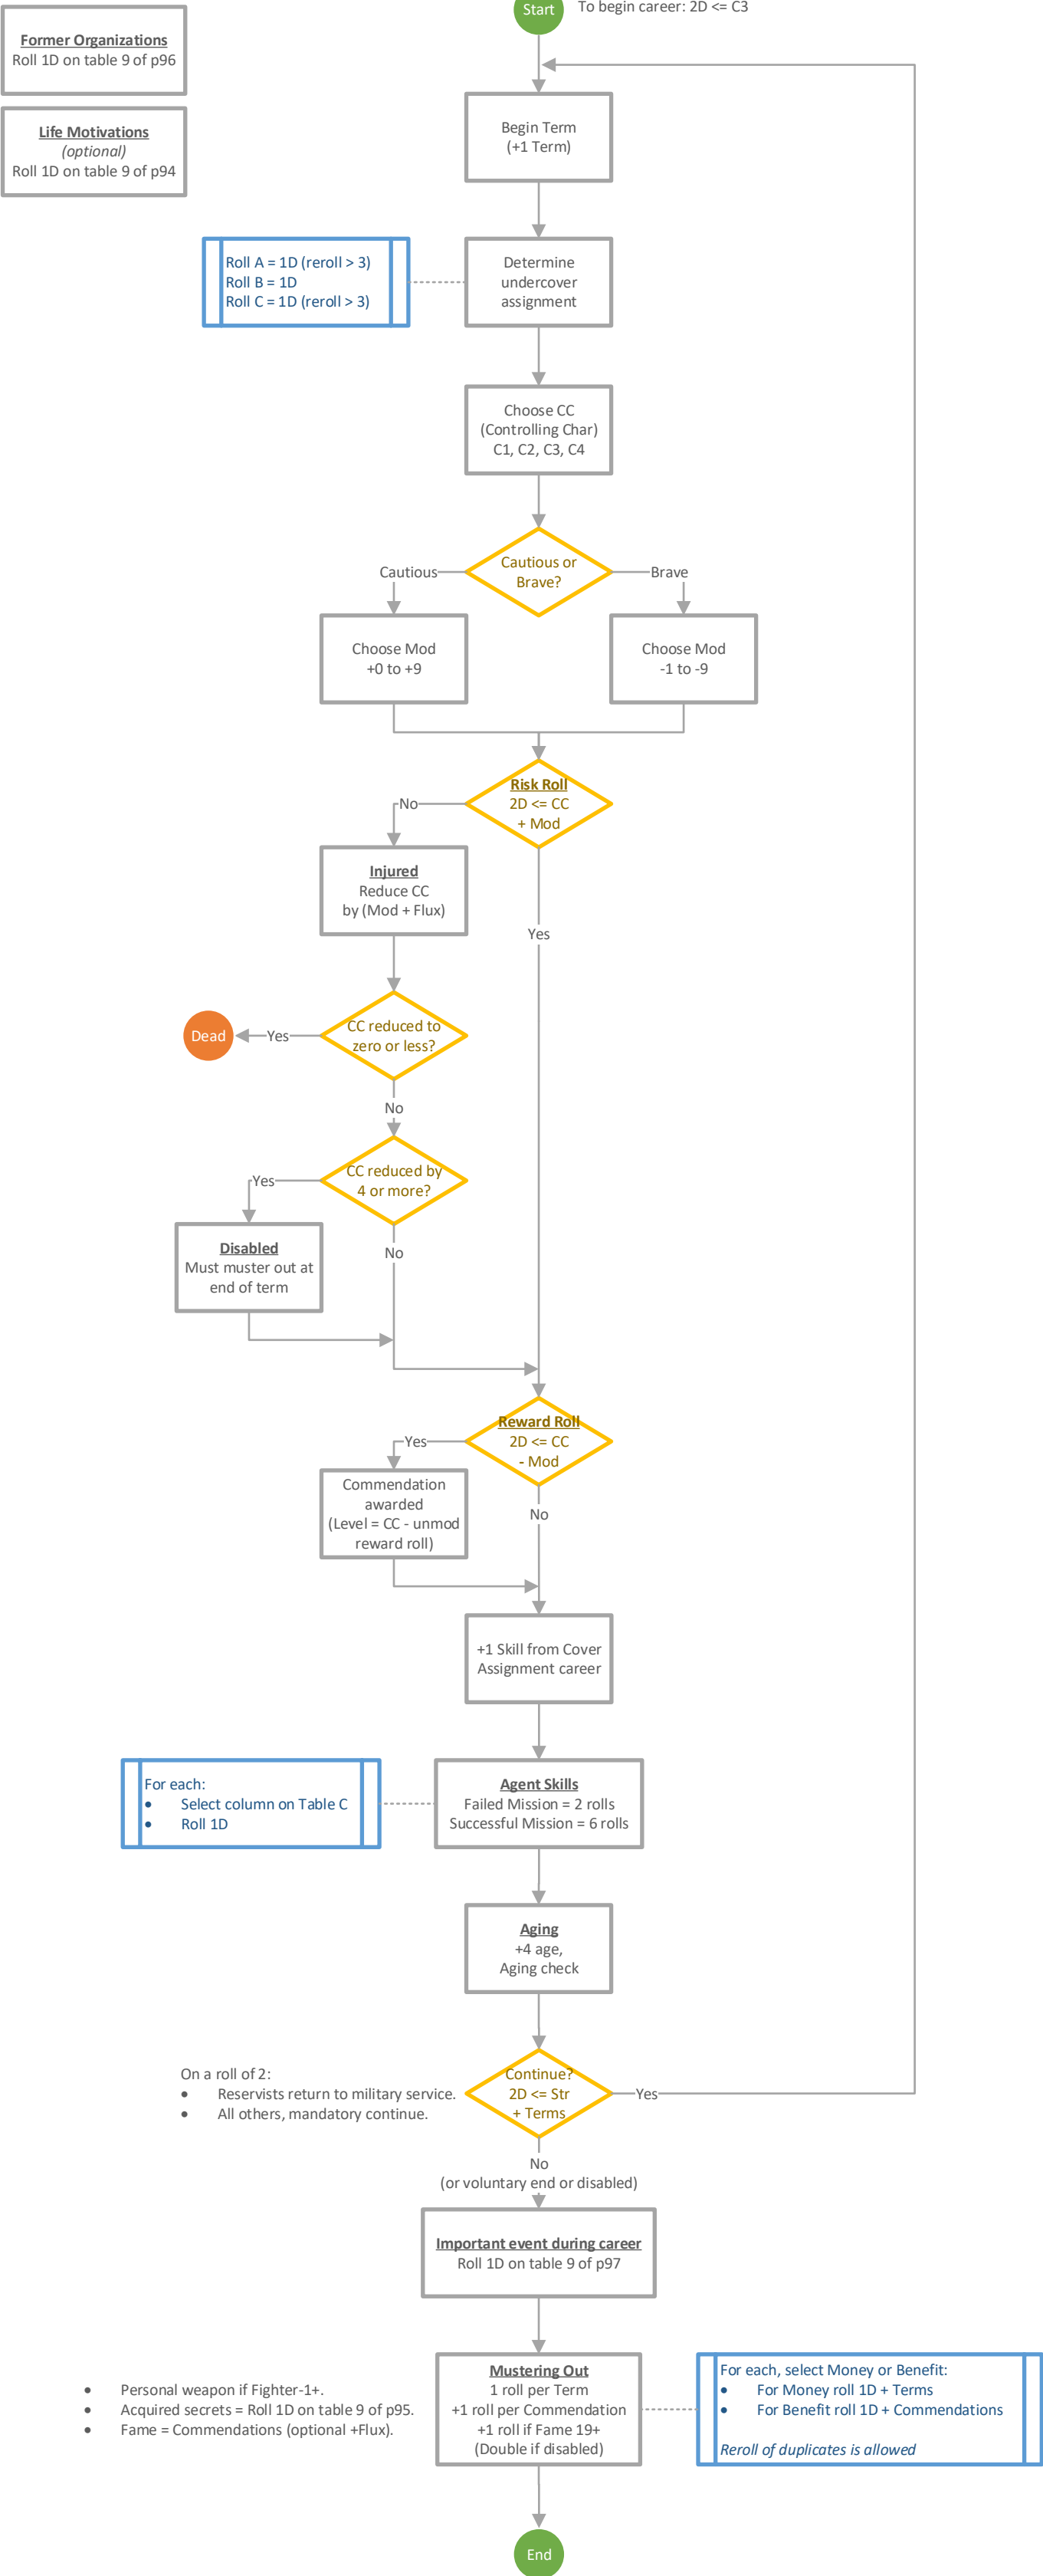 Start
To begin career: 2D <= C3
Former Organizations
Roll 1D on table 9 of p96
Life Motivations
(optional)
Roll 1D on table 9 of p94
Begin Term
(+1 Term)
Roll A = 1D (reroll > 3)
Roll B = 1D
Roll C = 1D (reroll > 3)
Determine
undercover
assignment
Choose CC
(Controlling Char)
C1, C2, C3, C4
Cautious or
Brave?
Cautious
Brave
Choose Mod
+0 to +9
Choose Mod
-1 to -9
Risk Roll
2D <= CC
+ Mod
No
Injured
Reduce CC
by (Mod + Flux)
Yes
CC reduced to
zero or less?
Yes
Dead
No
CC reduced by
4 or more?
Yes
Disabled
Must muster out at
end of term
No
Reward Roll
2D <= CC
- Mod
Yes
Commendation
awarded
(Level = CC - unmod
reward roll)
No
+1 Skill from Cover
Assignment career
For each:
• Select column on Table C
• Roll 1D
Agent Skills
Failed Mission = 2 rolls
Successful Mission = 6 rolls
Aging
+4 age,
Aging check
On a roll of 2:
• Reservists return to military service.
• All others, mandatory continue.
Continue?
2D <= Str
+ Terms
Yes
No
(or voluntary end or disabled)
Important event during career
Roll 1D on table 9 of p97
• Personal weapon if Fighter-1+.
• Acquired secrets = Roll 1D on table 9 of p95.
• Fame = Commendations (optional +Flux).
Mustering Out
1 roll per Term
+1 roll per Commendation
+1 roll if Fame 19+
(Double if disabled)
For each, select Money or Benefit:
• For Money roll 1D + Terms
• For Benefit roll 1D + Commendations
Reroll of duplicates is allowed
End